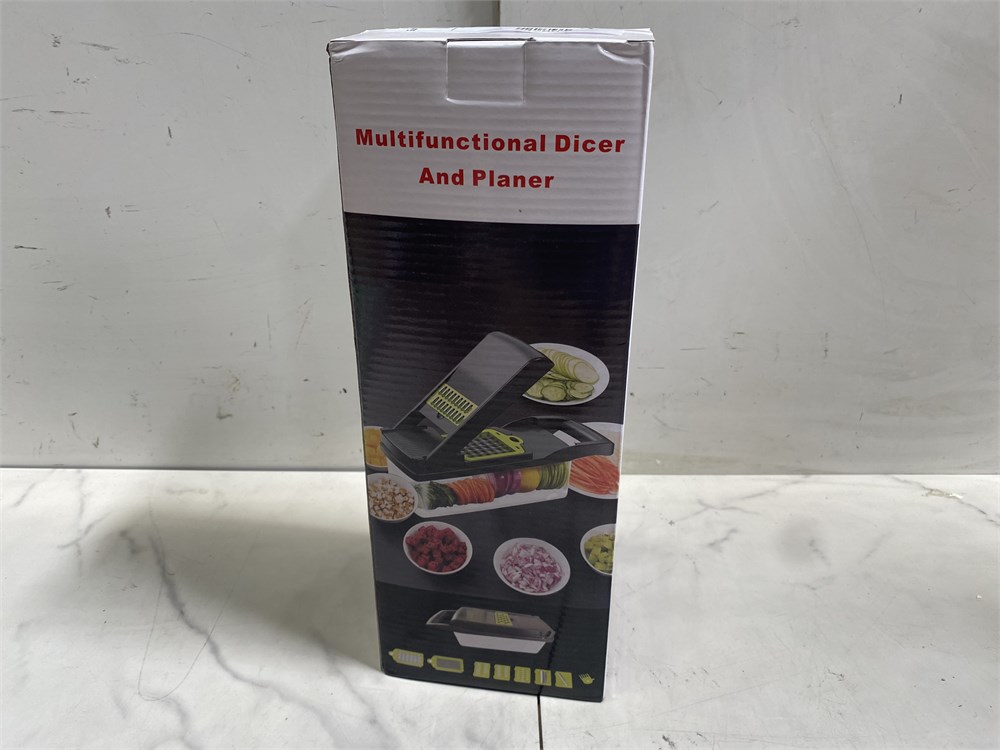 Multifunctional Dicer
And Planer